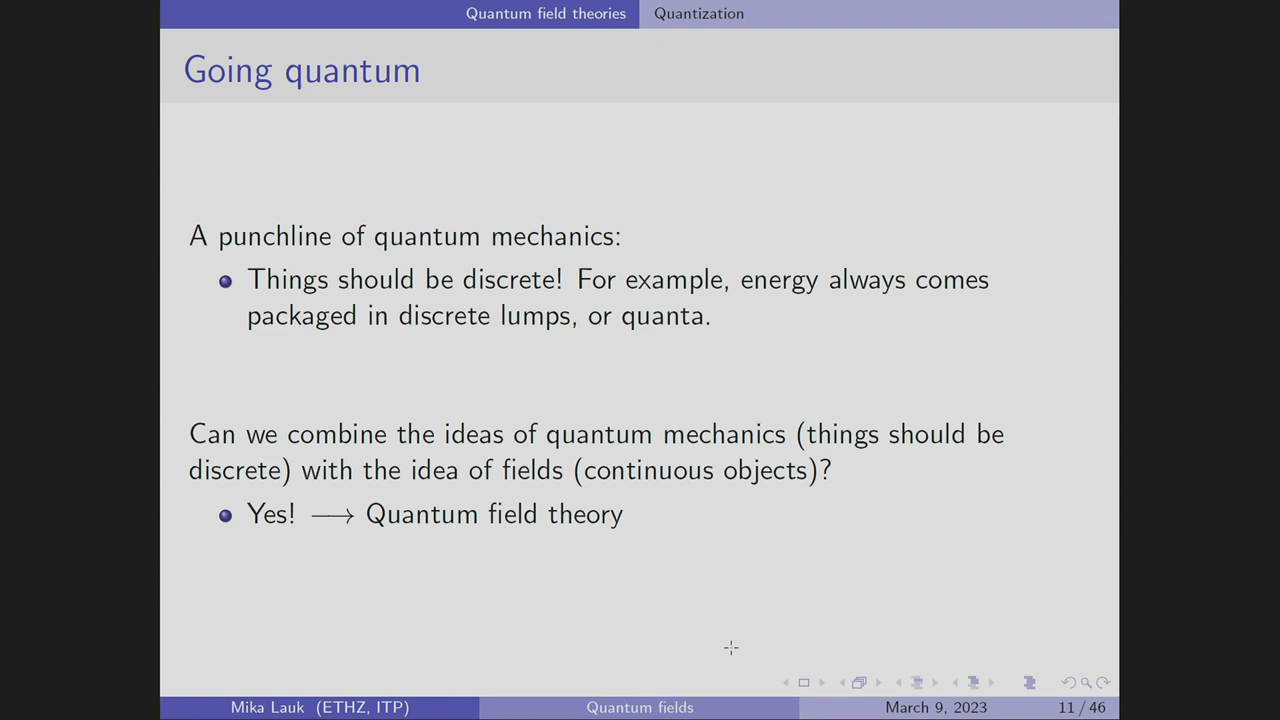 Quantum field theories Quantization
Going quantum
A punchline of quantum mechanics:
Things should be discrete! For example, energy always comes
packaged in discrete lumps, or quanta.
Can we combine the ideas of quantum mechanics (things should be
discrete) with the idea of fields (continuous objects)?
Yes! ⟶ Quantum field theory
Mika Lauk (ETHZ, ITP) Quantum fields March 9, 2023 11 / 46